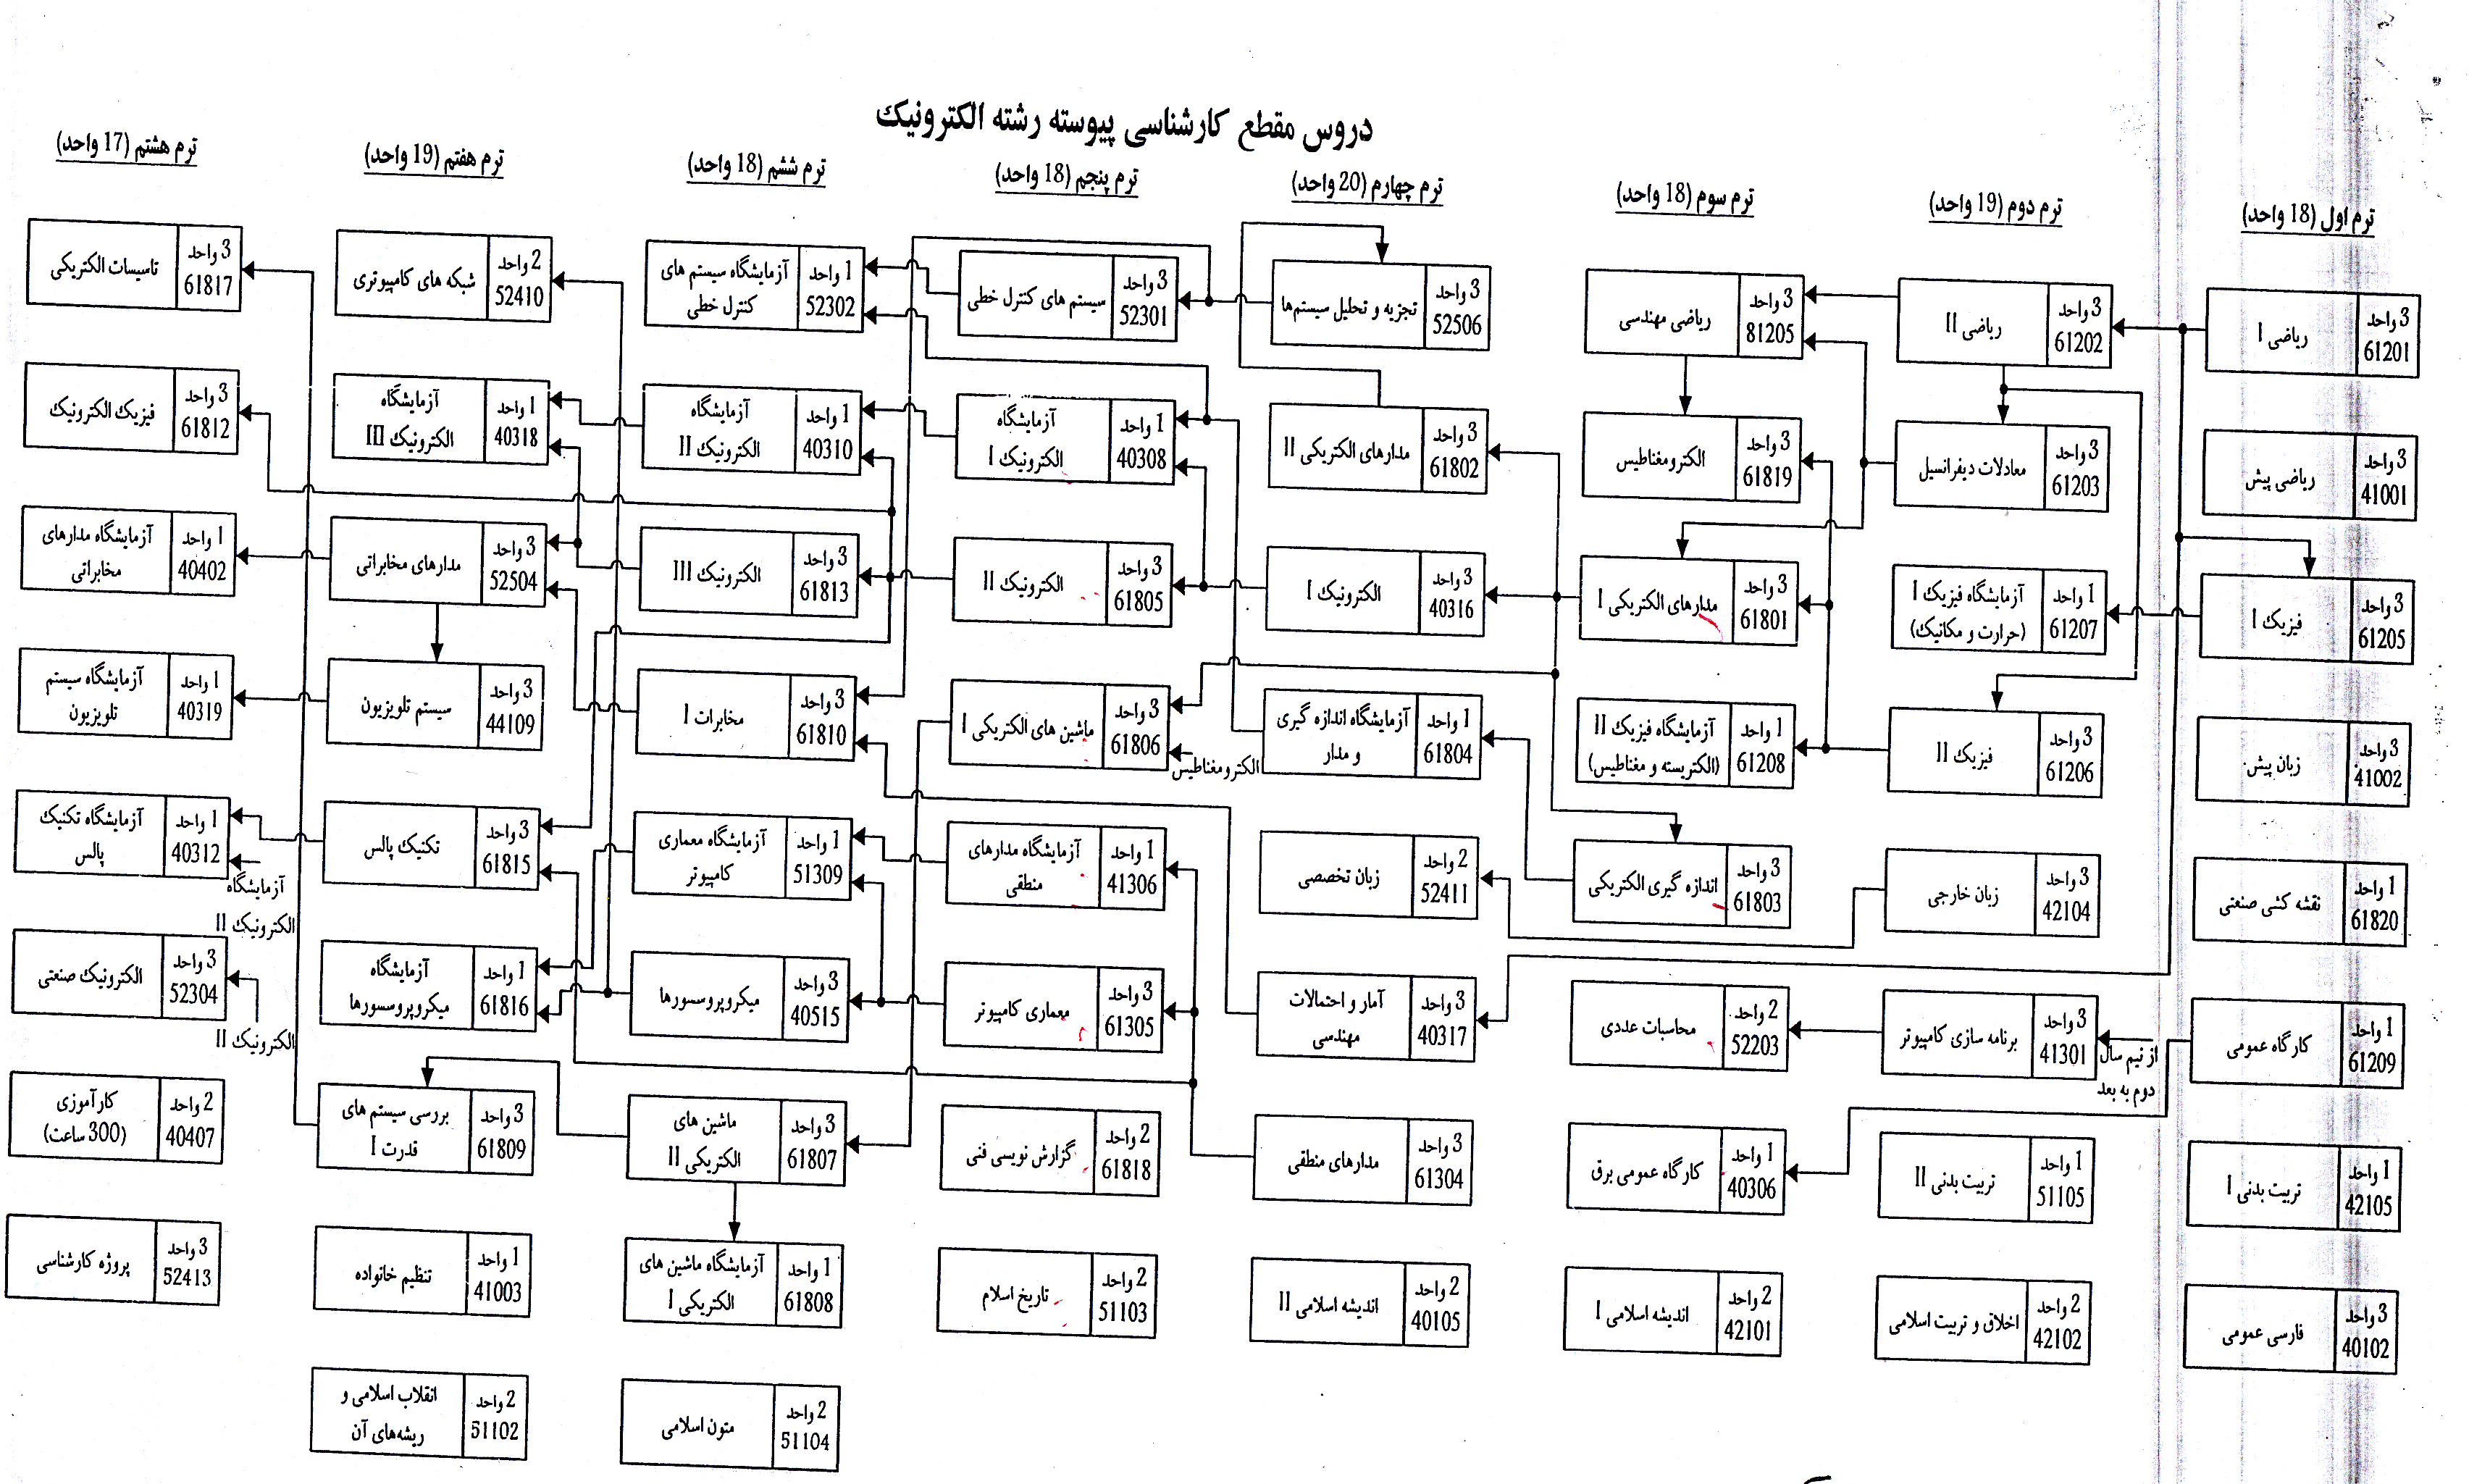 دروس مقطع کارشناسی پیوسته رشته الکترونیک
ترم اول (18 واحد)
3 واحد
61201
ریاضی I
3 واحد
41001
ریاضی پیش
3 واحد
61205
فیزیک I
3 واحد
41002
زبان پیش
1 واحد
61820
نقشه کشی صنعتی
1 واحد
61209
کارگاه عمومی
1 واحد
42105
تربیت بدنی I
3 واحد
40102
فارسی عمومی
ترم دوم (19 واحد)
3 واحد
61202
ریاضی II
3 واحد
61203
معادلات دیفرانسیل
1 واحد
61207
آزمایشگاه فیزیک I
(حرارت و مکانیک)
3 واحد
61206
فیزیک II
3 واحد
42104
زبان خارجی
3 واحد
41301
برنامه سازی کامپیوتر
از نیم سال
دوم به بعد
1 واحد
51105
تربیت بدنی II
2 واحد
42102
اخلاق و تربیت اسلامی
ترم سوم (18 واحد)
3 واحد
81205
ریاضی مهندسی
3 واحد
61819
الکترومغناطیس
3 واحد
61801
مدارهای الکتریکی I
1 واحد
61208
آزمایشگاه فیزیک II
(الکتریسته و مغناطیس)
3 واحد
61803
اندازه گیری الکتریکی
2 واحد
52203
محاسبات عددی
1 واحد
40306
کارگاه عمومی برق
2 واحد
42101
اندیشه اسلامی I
ترم چهارم (20 واحد)
3 واحد
52506
تجزیه و تحلیل سیستم‌ها
3 واحد
61802
مدارهای الکتریکی II
3 واحد
40316
الکترونیک I
1 واحد
61804
آزمایشگاه اندازه گیری
و مدار
2 واحد
52411
زبان تخصصی
3 واحد
40317
آمار و احتمالات
مهندسی
3 واحد
61304
مدارهای منطقی
2 واحد
40105
اندیشه اسلامی II
ترم پنجم (18 واحد)
3 واحد
52301
سیستم های کنترل خطی
1 واحد
40308
آزمایشگاه
الکترونیک I
3 واحد
61805
الکترونیک II
3 واحد
61806
ماشین های الکتریکی I
الکترومغناطیس
1 واحد
41306
آزمایشگاه مدارهای
منطقی
3 واحد
61305
معماری کامپیوتر
2 واحد
61818
گزارش نویسی فنی
2 واحد
51103
تاریخ اسلام
ترم ششم (18 واحد)
1 واحد
52302
آزمایشگاه سیستم های
کنترل خطی
1 واحد
40310
آزمایشگاه
الکترونیک II
3 واحد
61813
الکترونیک III
3 واحد
61810
مخابرات I
1 واحد
51309
آزمایشگاه معماری
کامپیوتر
3 واحد
40515
میکروپروسسورها
3 واحد
61807
ماشین های
الکتریکی II
1 واحد
61808
آزمایشگاه ماشین های
الکتریکی I
2 واحد
51104
متون اسلامی
ترم هفتم (19 واحد)
2 واحد
52410
شبکه های کامپیوتری
1 واحد
40318
آزمایشگاه
الکترونیک III
3 واحد
52504
مدارهای مخابراتی
3 واحد
44109
سیستم تلویزیون
3 واحد
61815
تکنیک پالس
1 واحد
61816
آزمایشگاه
میکروپروسسورها
3 واحد
61809
بررسی سیستم های
قدرت I
1 واحد
41003
تنظیم خانواده
2 واحد
51102
انقلاب اسلامی و
ریشه‌های آن
ترم هشتم (17 واحد)
3 واحد
61817
تاسیسات الکتریکی
3 واحد
61812
فیزیک الکترونیک
1 واحد
40402
آزمایشگاه مدارهای
مخابراتی
1 واحد
40319
آزمایشگاه سیستم
تلویزیون
1 واحد
40312
آزمایشگاه تکنیک
پالس
آزمایشگاه
الکترونیک II
3 واحد
52304
الکترونیک صنعتی
الکترونیک II
2 واحد
40407
کارآموزی
(300 ساعت)
3 واحد
52413
پروژه کارشناسی